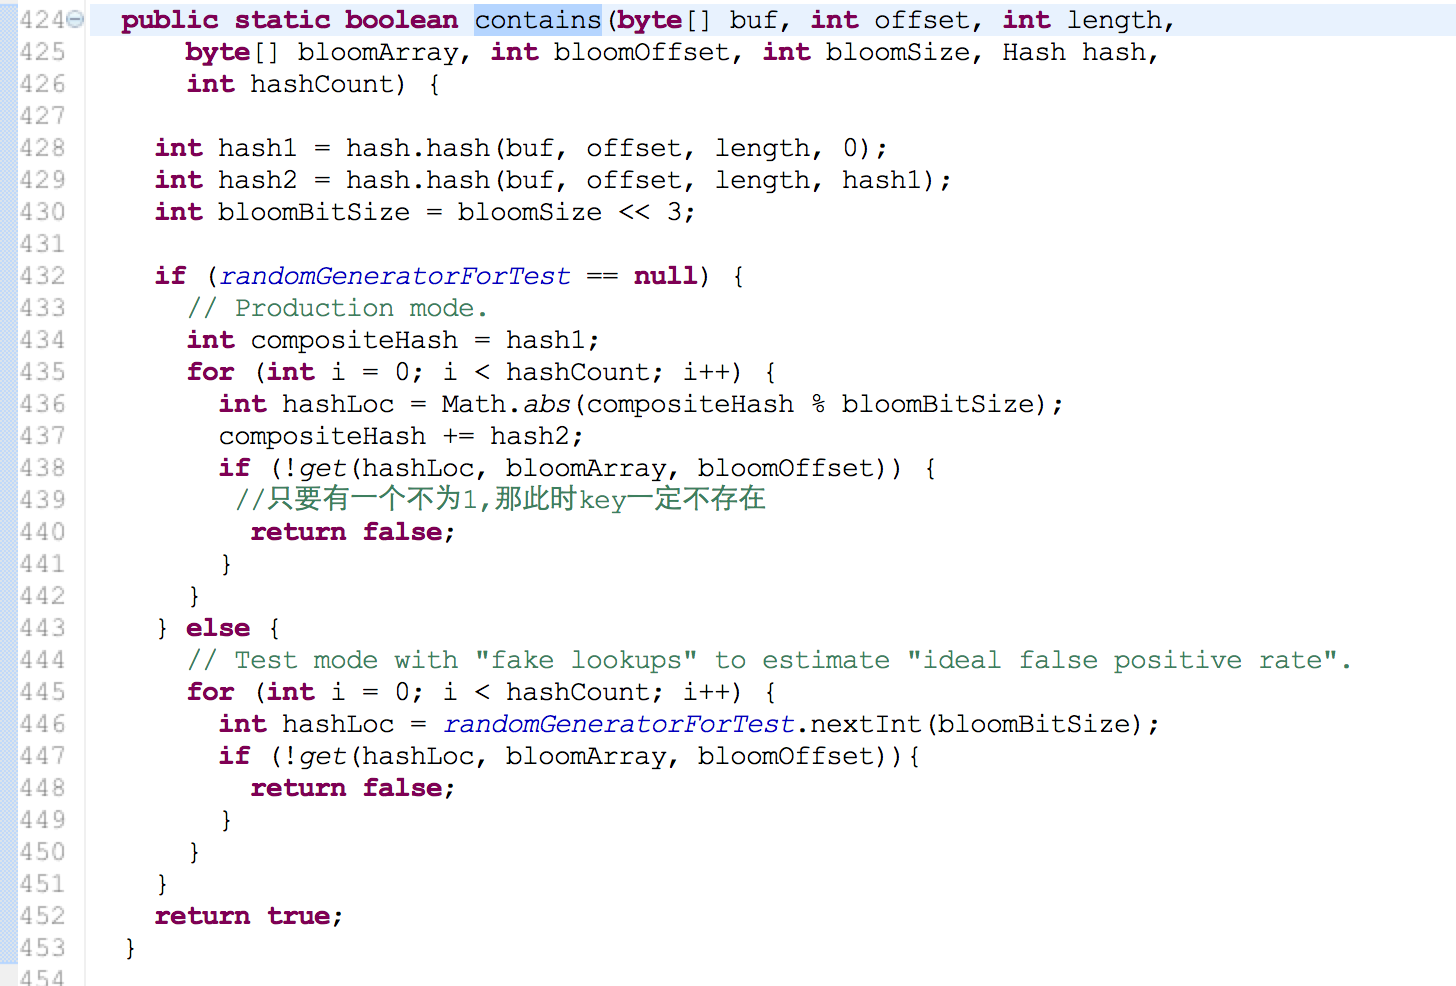 424 public static boolean contains(byte[] buf, int offset, int length,
425 byte[] bloomArray, int bloomOffset, int bloomSize, Hash hash,
426 int hashCount) {
427
428 int hash1 = hash.hash(buf, offset, length, 0);
429 int hash2 = hash.hash(buf, offset, length, hash1);
430 int bloomBitSize = bloomSize << 3;
431
432 if (randomGeneratorForTest == null) {
433 // Production mode.
434 int compositeHash = hash1;
435 for (int i = 0; i < hashCount; i++) {
436 int hashLoc = Math.abs(compositeHash % bloomBitSize);
437 compositeHash += hash2;
438 if (!get(hashLoc, bloomArray, bloomOffset)) {
439 //只要有一个不为1,那此时key一定不存在
440 return false;
441 }
442 }
443 } else {
444 // Test mode with "fake lookups" to estimate "ideal false positive rate".
445 for (int i = 0; i < hashCount; i++) {
446 int hashLoc = randomGeneratorForTest.nextInt(bloomBitSize);
447 if (!get(hashLoc, bloomArray, bloomOffset)){
448 return false;
449 }
450 }
451 }
452 return true;
453 }
454